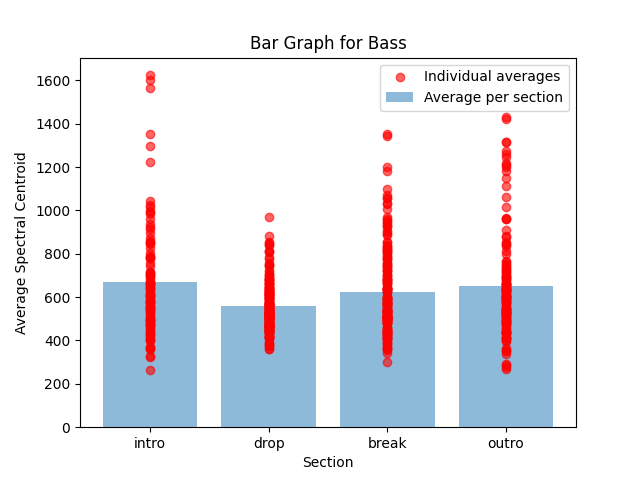 Bar Graph for Bass
Individual averages
Average per section
Average Spectral Centroid
1600
1400
1200
1000
800
600
400
200
0
intro
drop
break
outro
Section